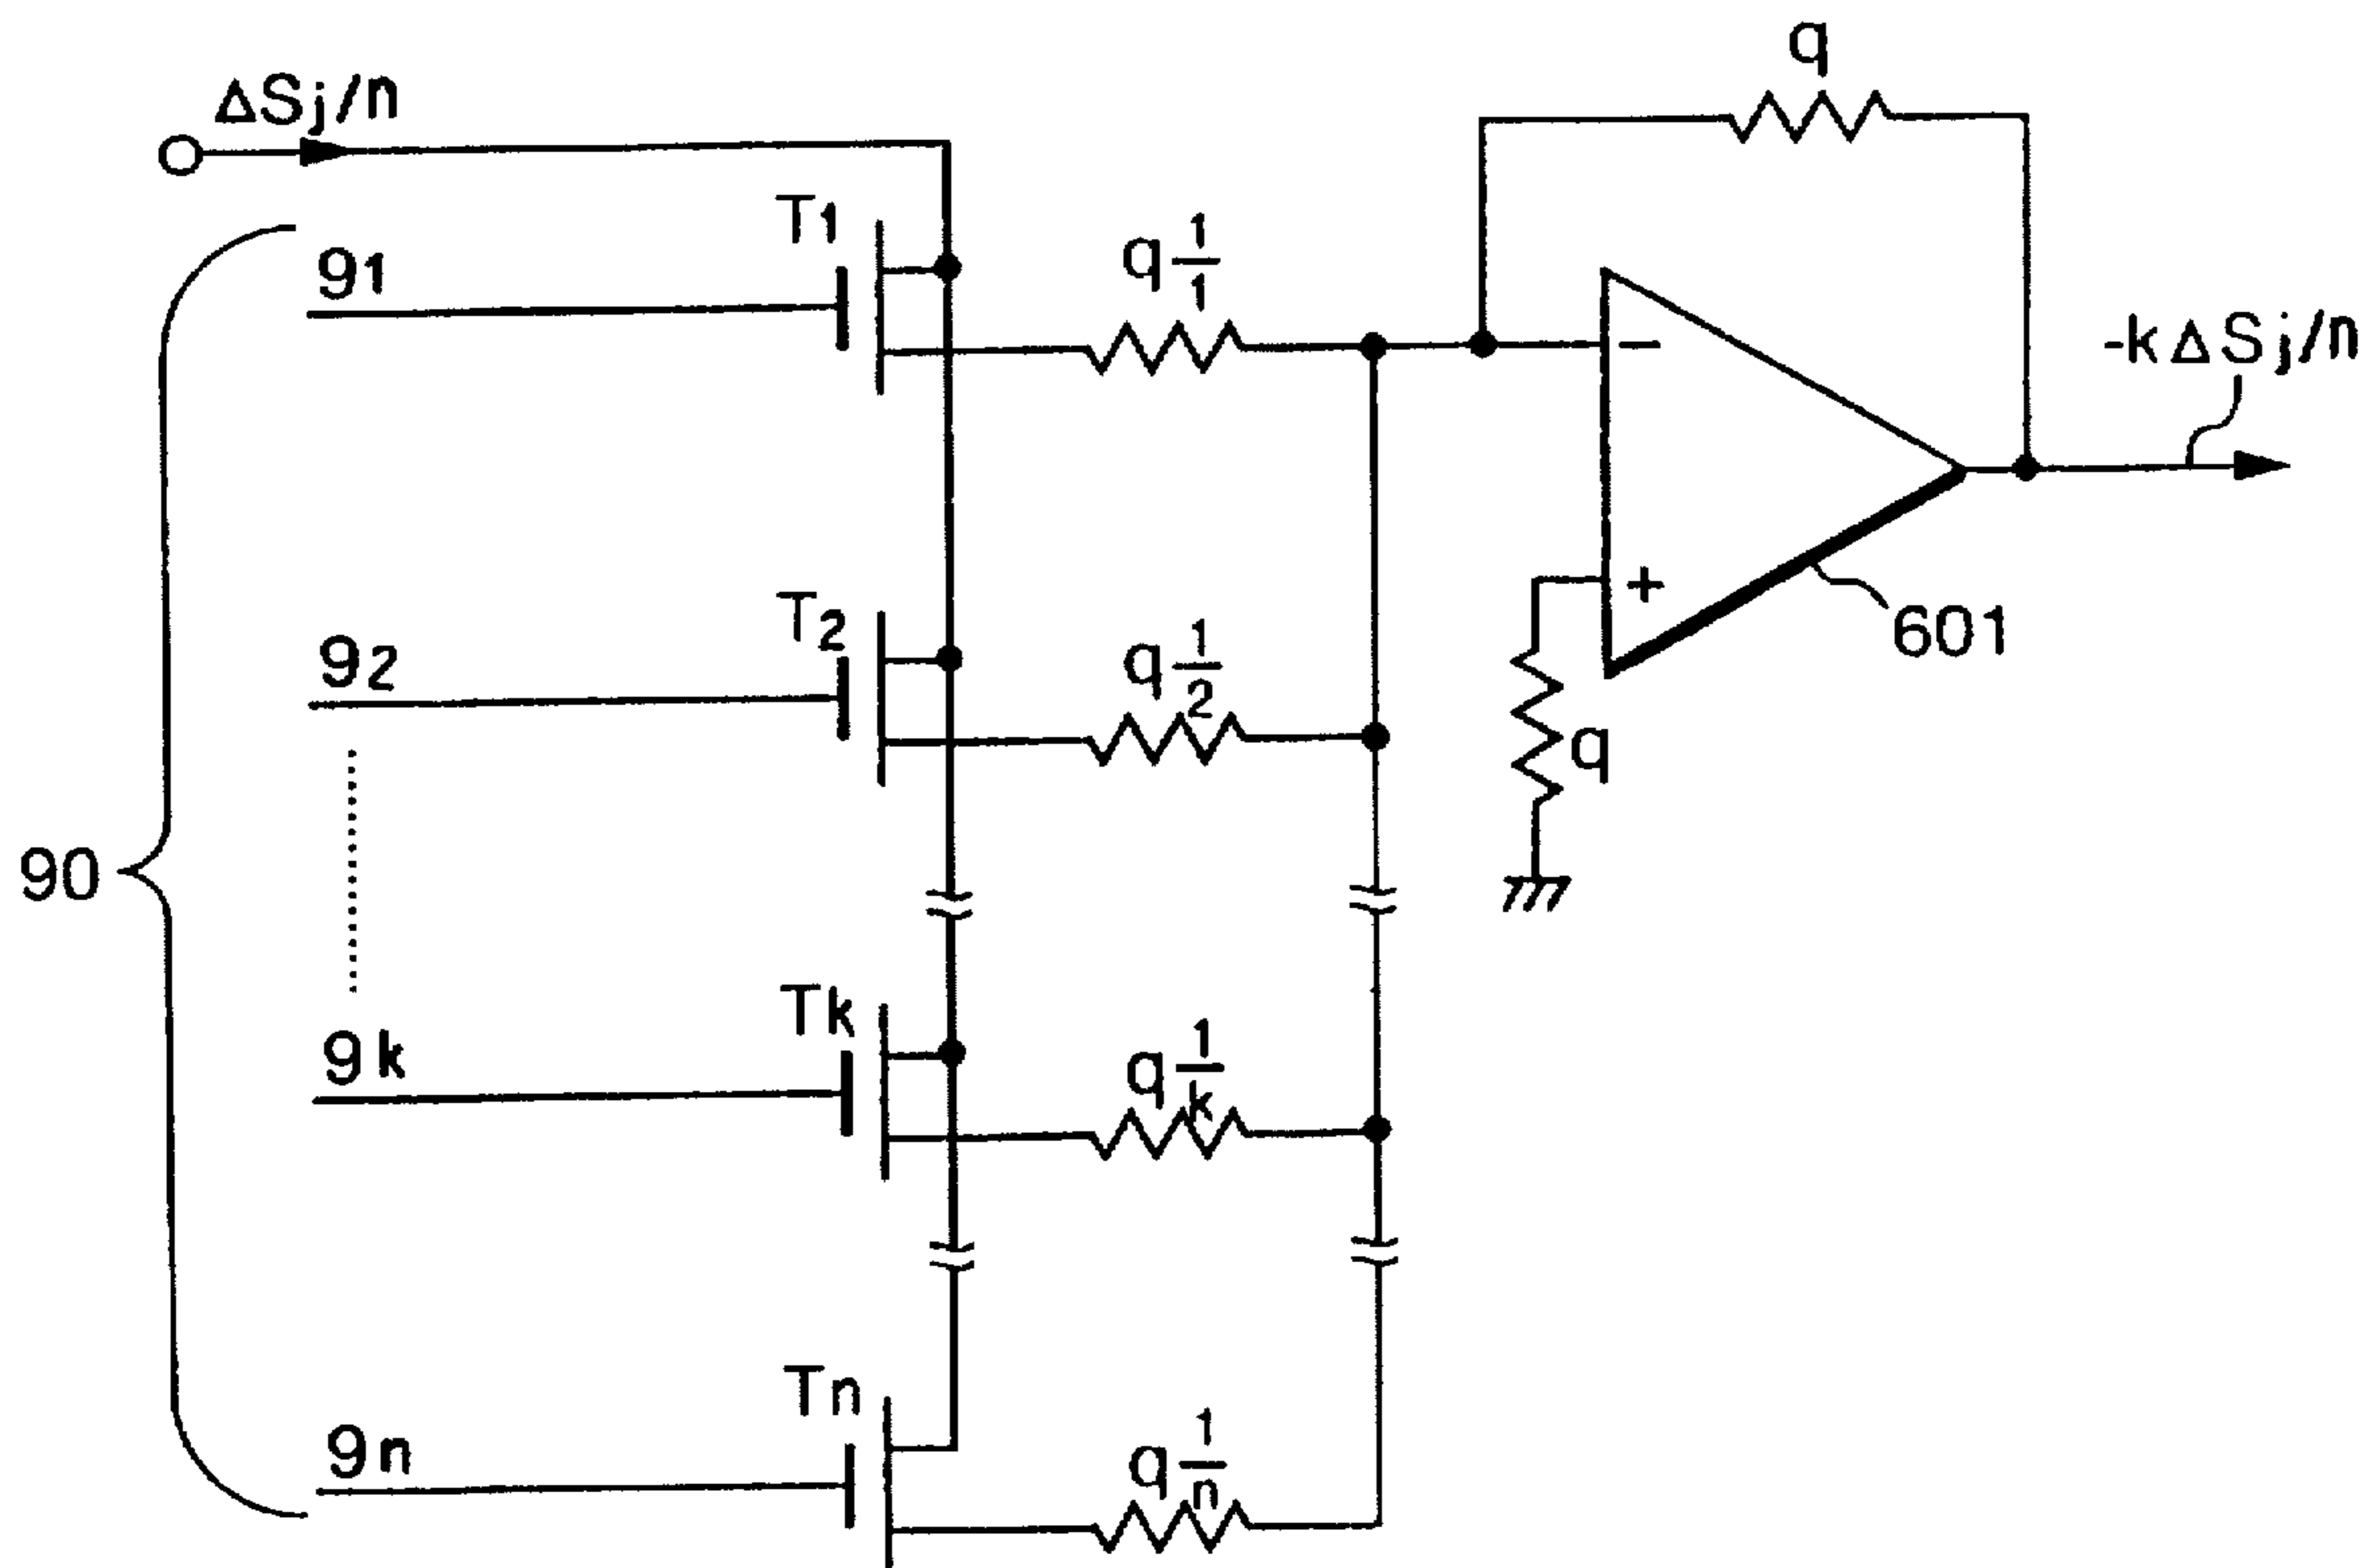 q
ΔSj/n
T1
q 1/1
91
-kΔSj/n
−
+
T2
q 1/2
601
92
q
90
Tk
q 1/k
9k
Tn
q 1/n
9n